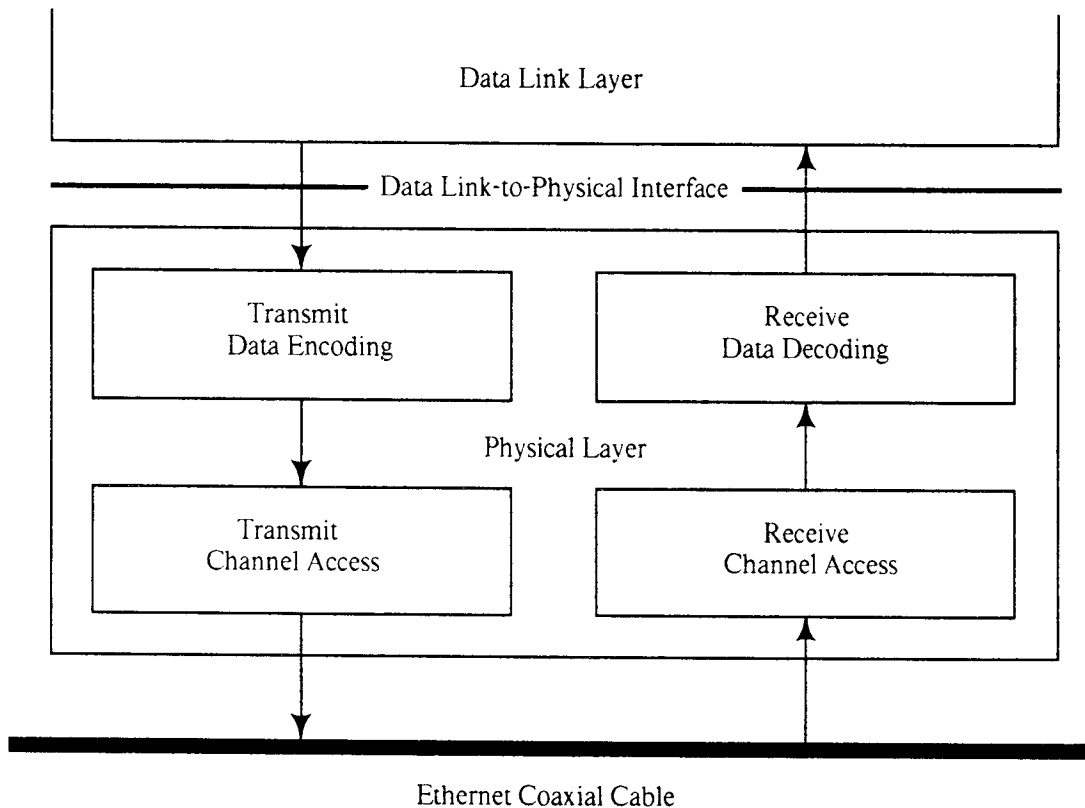 Data Link Layer
Data Link-to-Physical Interface
Transmit
Data Encoding
Receive
Data Decoding
Physical Layer
Transmit
Channel Access
Receive
Channel Access
Ethernet Coaxial Cable